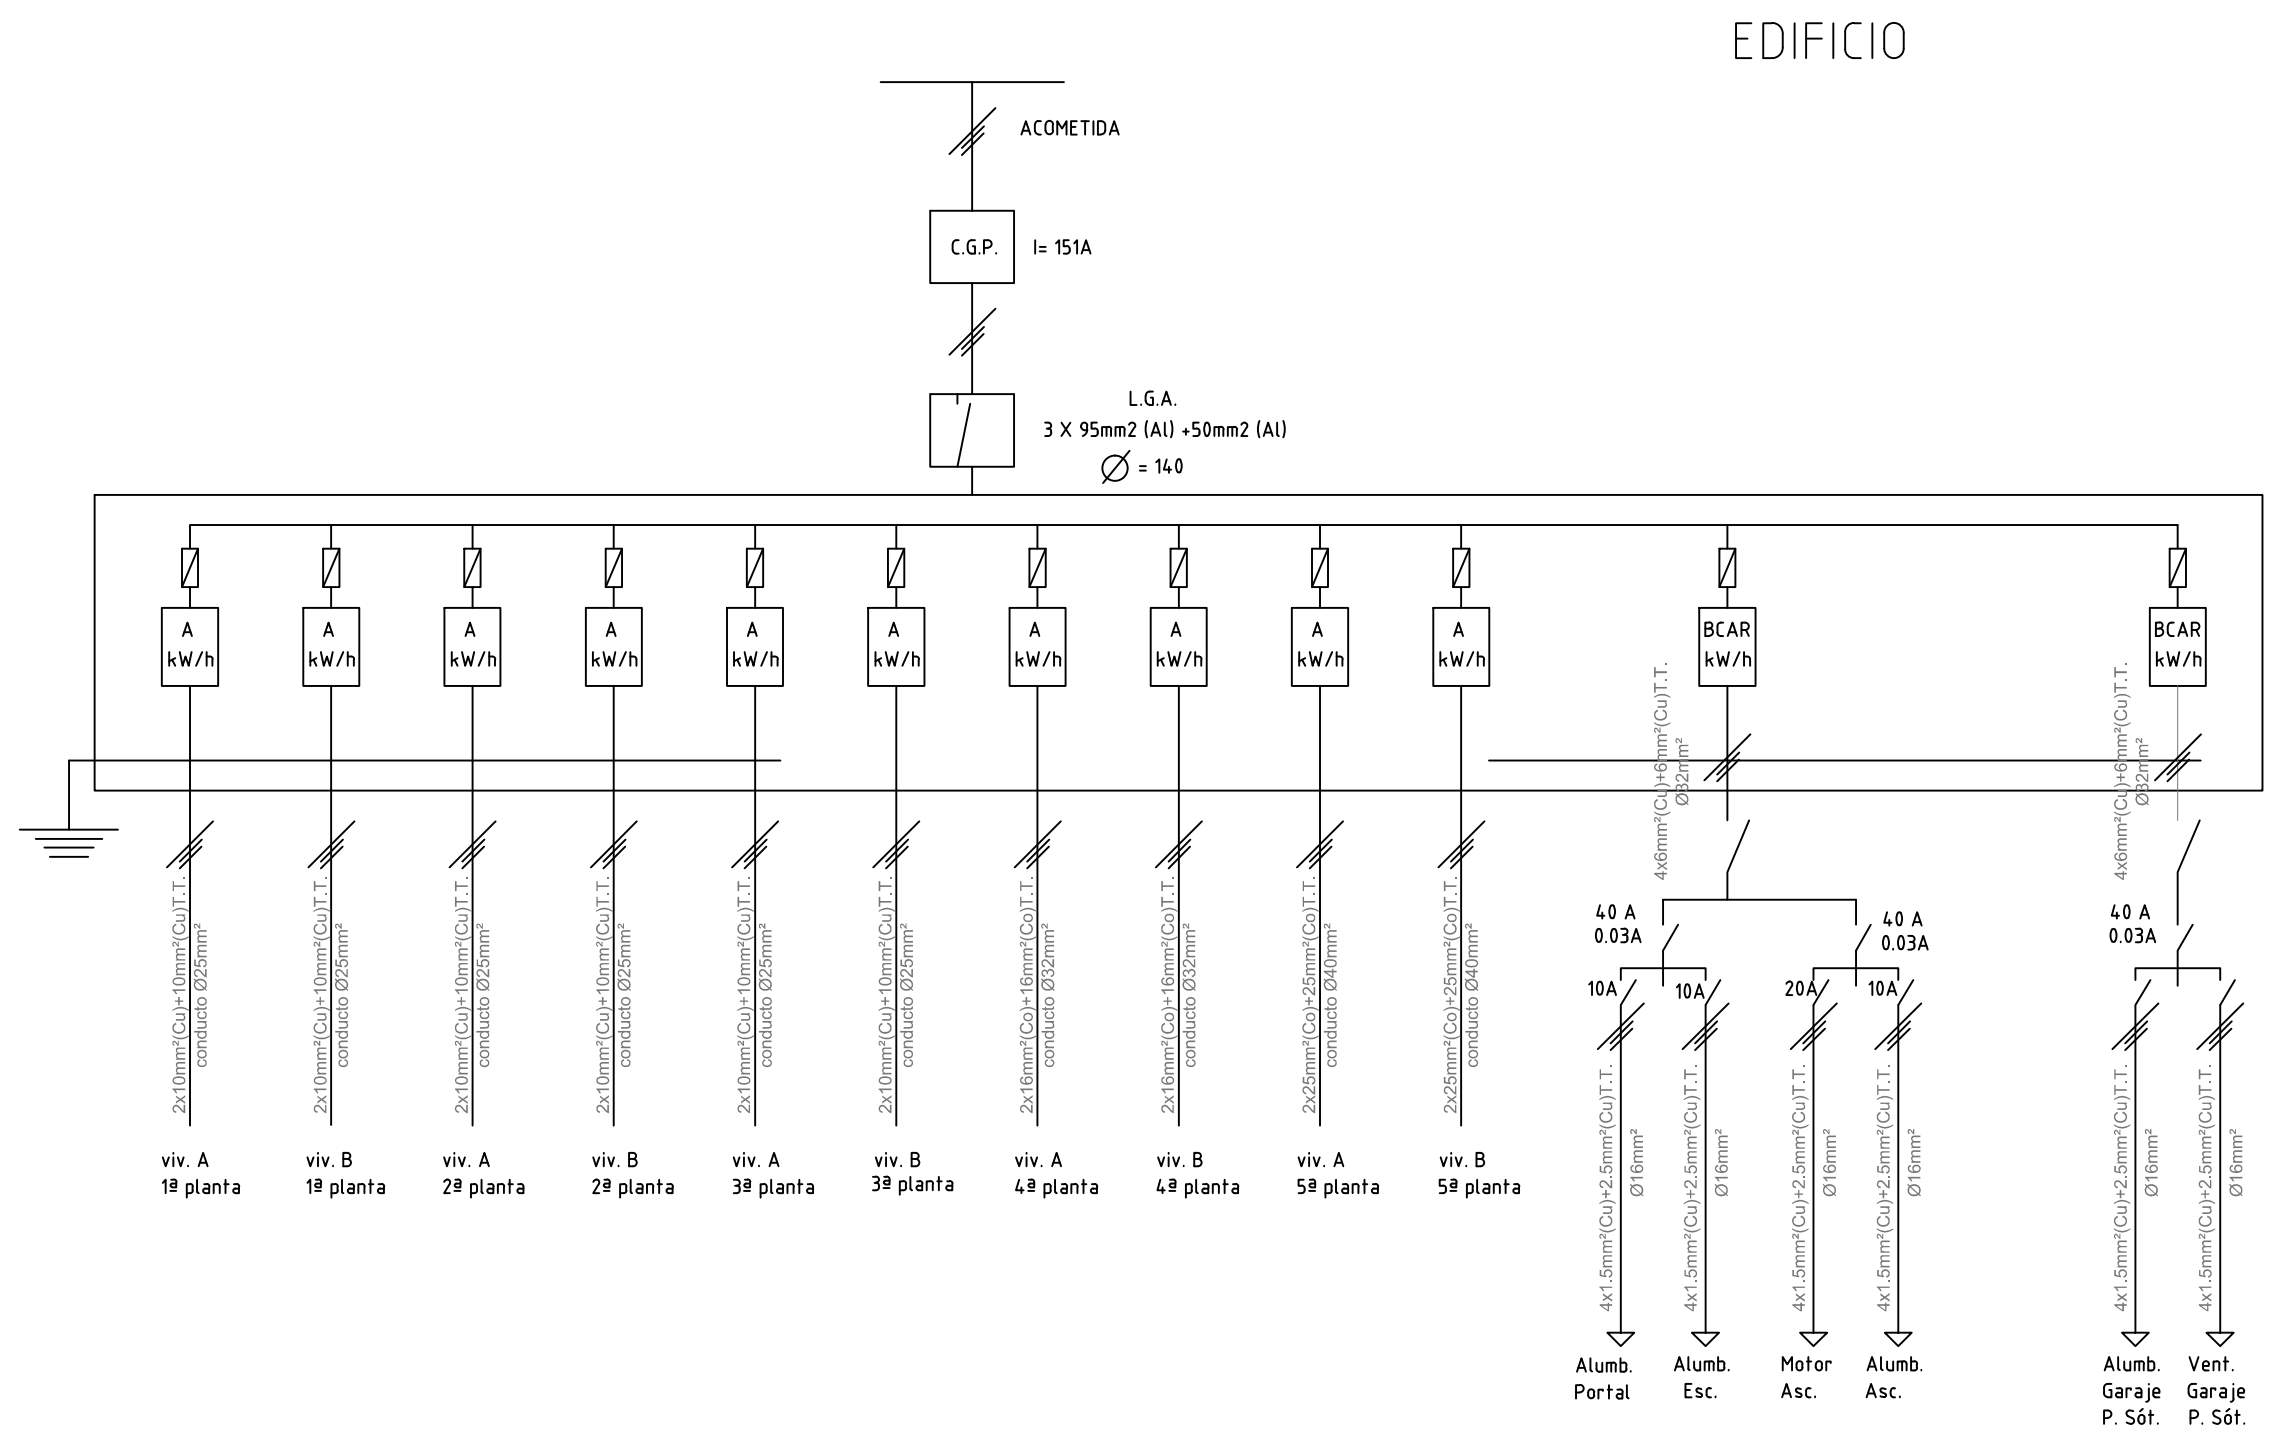 EDIFICIO
ACOMETIDA
C.G.P.
I= 151A
L.G.A.
3 X 95mm2 (Al) +50mm2 (Al)
Ø = 140
A
kW/h
A
kW/h
A
kW/h
A
kW/h
A
kW/h
A
kW/h
A
kW/h
A
kW/h
A
kW/h
A
kW/h
BCAR
kW/h
BCAR
kW/h
4x6mm²(Cu)+6mm²(Cu)T.T.
Ø32mm²
4x6mm²(Cu)+6mm²(Cu)T.T.
Ø32mm²
2x10mm²(Cu)+10mm²(Cu)T.T.
conducto Ø25mm²
2x10mm²(Cu)+10mm²(Cu)T.T.
conducto Ø25mm²
2x10mm²(Cu)+10mm²(Cu)T.T.
conducto Ø25mm²
2x10mm²(Cu)+10mm²(Cu)T.T.
conducto Ø25mm²
2x10mm²(Cu)+10mm²(Cu)T.T.
conducto Ø25mm²
2x10mm²(Cu)+10mm²(Cu)T.T.
conducto Ø25mm²
2x16mm²(Co)+16mm²(Co)T.T.
conducto Ø32mm²
2x16mm²(Co)+16mm²(Co)T.T.
conducto Ø32mm²
2x25mm²(Co)+25mm²(Co)T.T.
conducto Ø40mm²
2x25mm²(Co)+25mm²(Co)T.T.
conducto Ø40mm²
40 A
0.03A
40 A
0.03A
40 A
0.03A
10A
10A
20A
10A
4x1.5mm²(Cu)+2.5mm²(Cu)T.T.
Ø16mm²
4x1.5mm²(Cu)+2.5mm²(Cu)T.T.
Ø16mm²
4x1.5mm²(Cu)+2.5mm²(Cu)T.T.
Ø16mm²
4x1.5mm²(Cu)+2.5mm²(Cu)T.T.
Ø16mm²
4x1.5mm²(Cu)+2.5mm²(Cu)T.T.
Ø16mm²
4x1.5mm²(Cu)+2.5mm²(Cu)T.T.
Ø16mm²
viv. A
1ª planta
viv. B
1ª planta
viv. A
2ª planta
viv. B
2ª planta
viv. A
3ª planta
viv. B
3ª planta
viv. A
4ª planta
viv. B
4ª planta
viv. A
5ª planta
viv. B
5ª planta
Alumb.
Portal
Alumb.
Esc.
Motor
Asc.
Alumb.
Asc.
Alumb.
Garaje
P. Sót.
Vent.
Garaje
P. Sót.